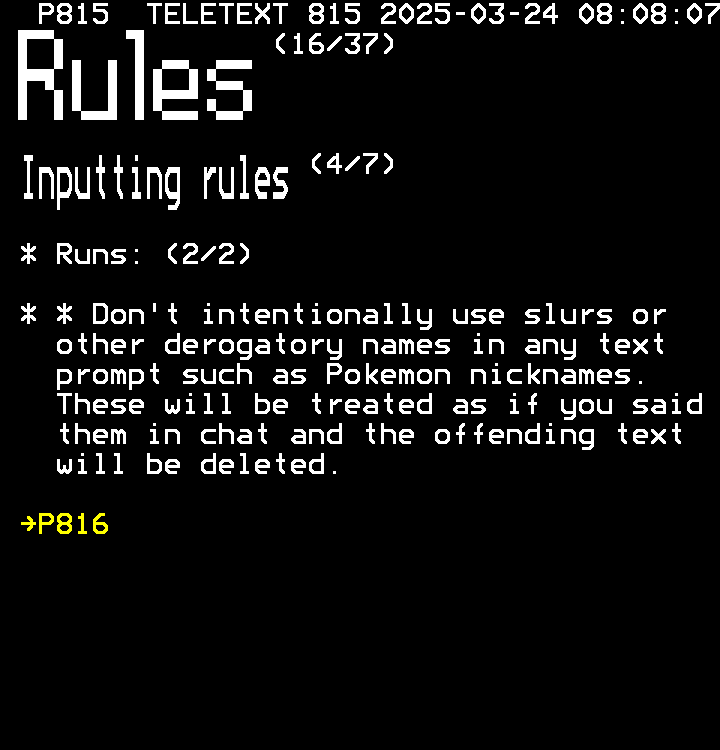 P815 TELETEXT 815 2025-03-24 08:08:07
Rules (16/37)
Inputting rules (4/7)
* Runs: (2/2)
* * Don't intentionally use slurs or
other derogatory names in any text
prompt such as Pokemon nicknames.
These will be treated as if you said
them in chat and the offending text
will be deleted.
→P816